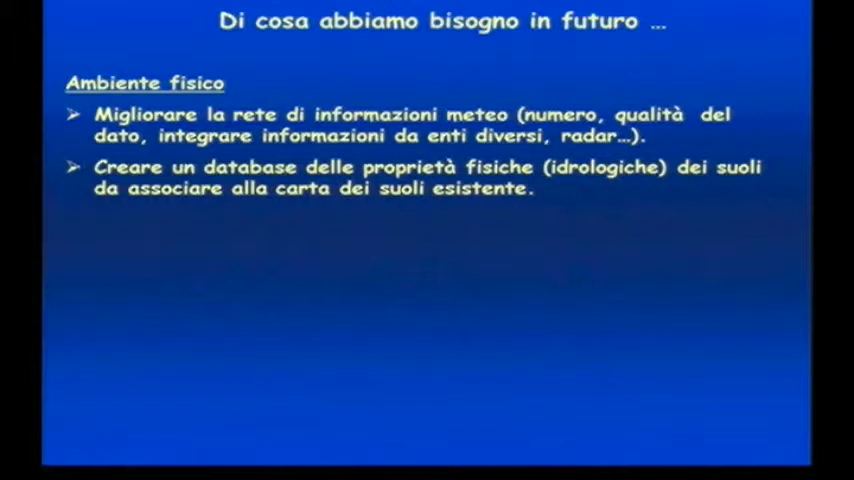 Di cosa abbiamo bisogno in futuro …
Ambiente fisico
➢ Migliorare la rete di informazioni meteo (numero, qualità del
dato, integrare informazioni da enti diversi, radar…).
➢ Creare un database delle proprietà fisiche (idrologiche) dei suoli
da associare alla carta dei suoli esistente.